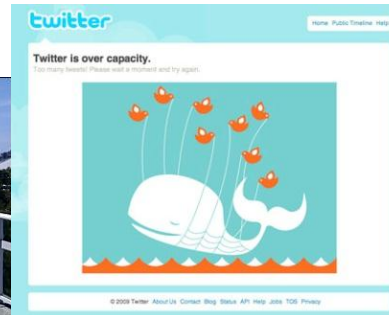 twitter
Home Public Timeline Help
Twitter is over capacity.
Too many tweets! Please wait a moment and try again.
© 2009 Twitter About Us Contact Blog Status API Help Jobs TOS Privacy